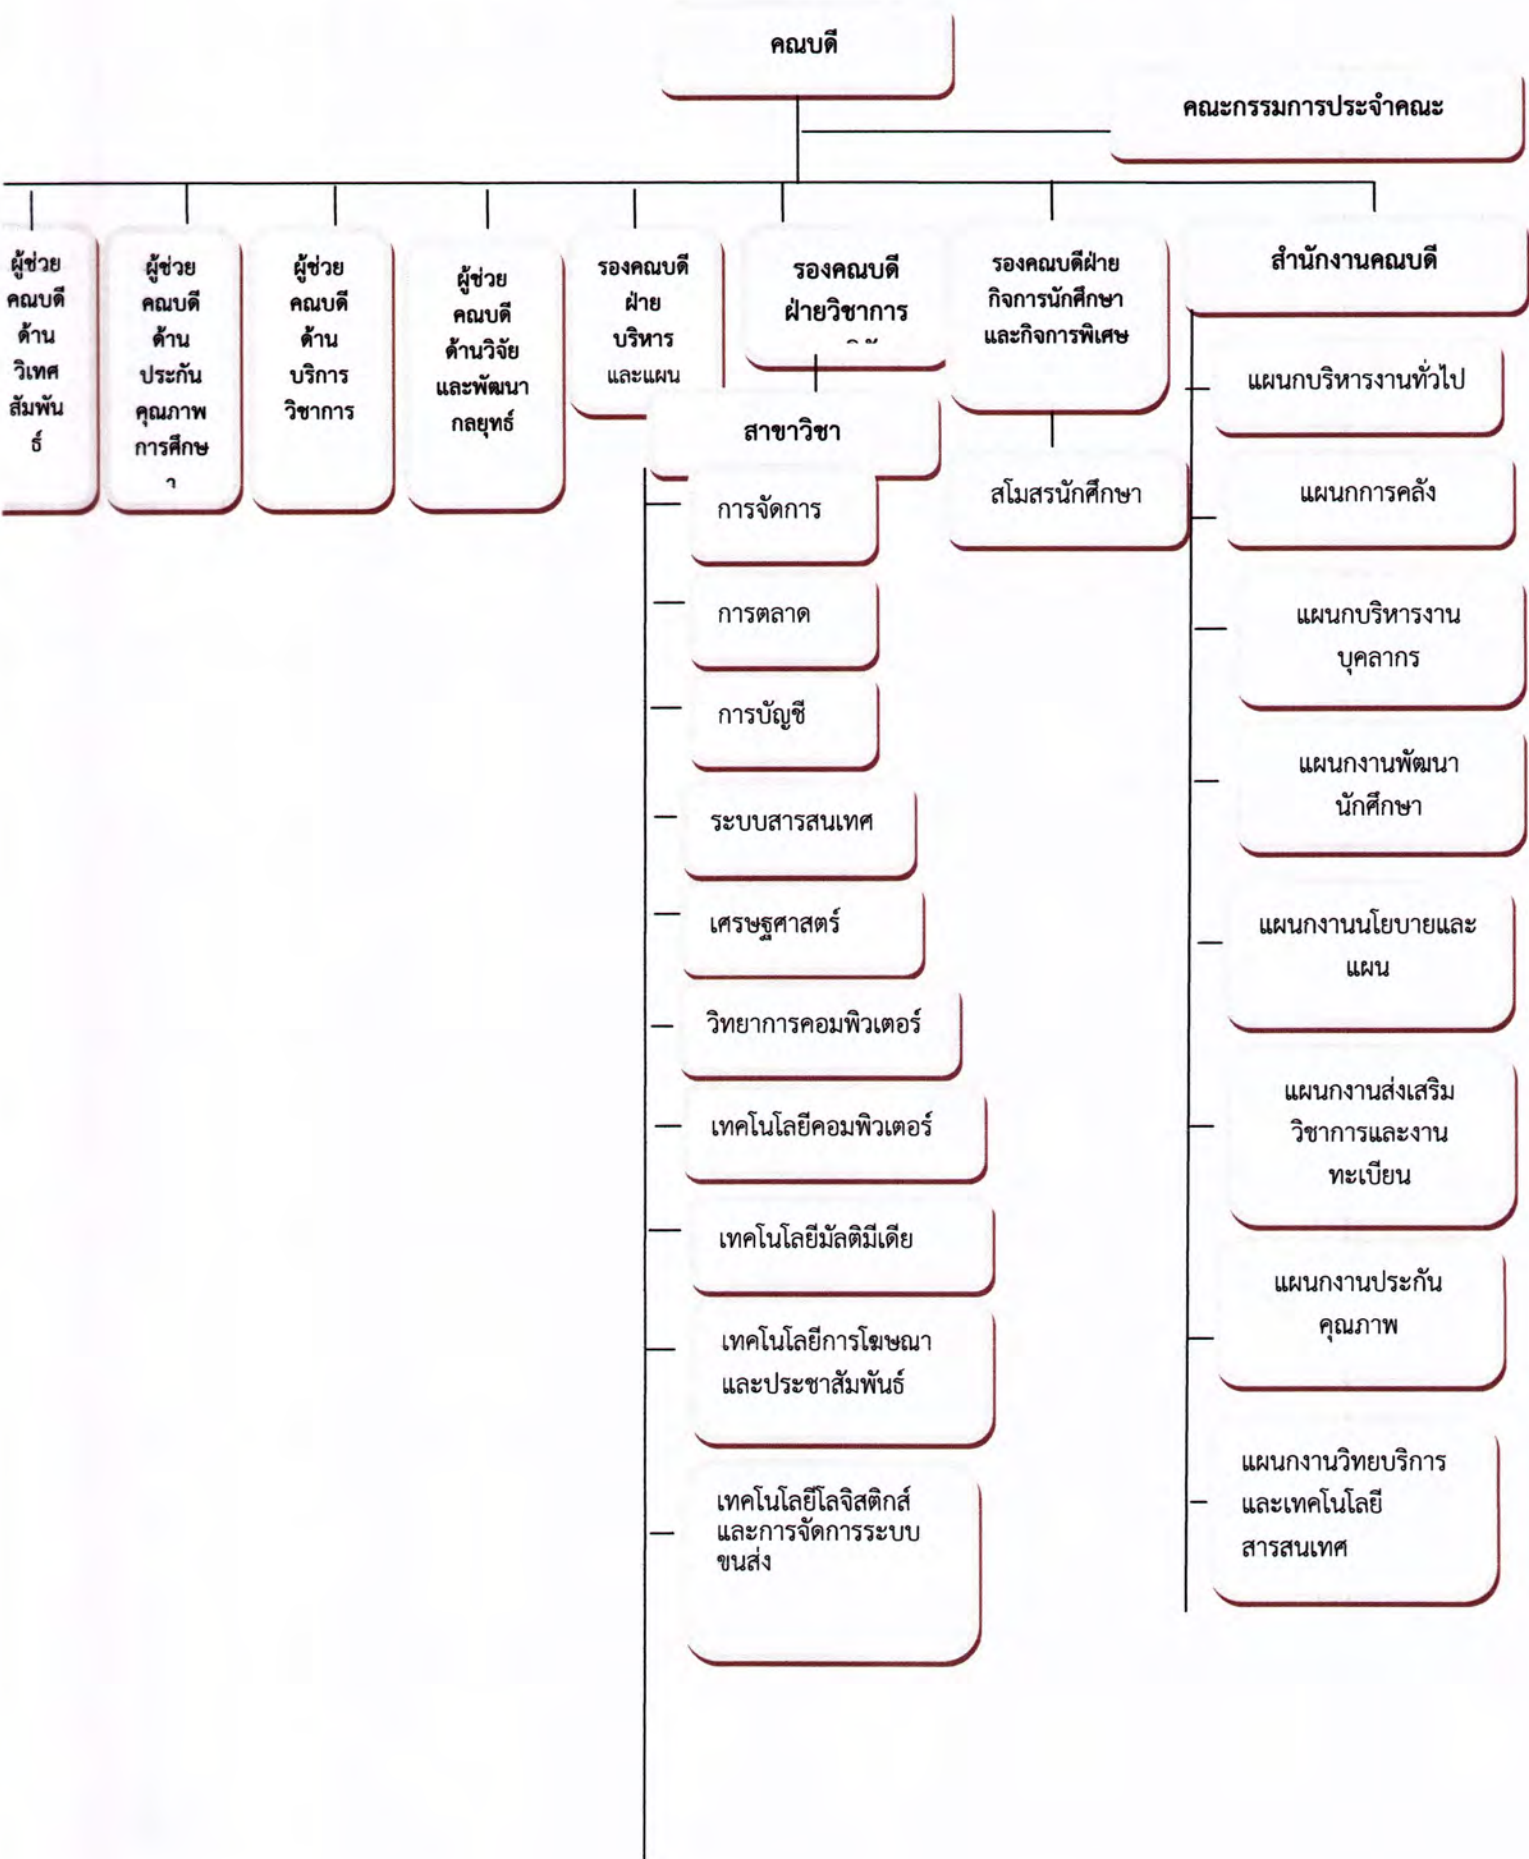 คณบดี
คณะกรรมการประจำคณะ
ผู้ช่วย
คณบดี
ด้าน
วิเทศ
สัมพัน
ธ์
ผู้ช่วย
คณบดี
ด้าน
ประกัน
คุณภาพ
การศึกษ
า
ผู้ช่วย
คณบดี
ด้าน
บริการ
วิชาการ
ผู้ช่วย
คณบดี
ด้านวิจัย
และพัฒนา
กลยุทธ์
รองคณบดี
ฝ่าย
บริหาร
และแผน
รองคณบดี
ฝ่ายวิชาการ
รองคณบดีฝ่าย
กิจการนักศึกษา
และกิจการพิเศษ
สำนักงานคณบดี
สาขาวิชา
การจัดการ
การตลาด
การบัญชี
ระบบสารสนเทศ
เศรษฐศาสตร์
วิทยาการคอมพิวเตอร์
เทคโนโลยีคอมพิวเตอร์
เทคโนโลยีมัลติมีเดีย
เทคโนโลยีการโฆษณา
และประชาสัมพันธ์
เทคโนโลยีโลจิสติกส์
และการจัดการระบบ
ขนส่ง
สโมสรนักศึกษา
แผนกบริหารงานทั่วไป
แผนกการคลัง
แผนกบริหารงาน
บุคลากร
แผนกงานพัฒนา
นักศึกษา
แผนกงานนโยบายและ
แผน
แผนกงานส่งเสริม
วิชาการและงาน
ทะเบียน
แผนกงานประกัน
คุณภาพ
แผนกงานวิทยบริการ
และเทคโนโลยี
สารสนเทศ